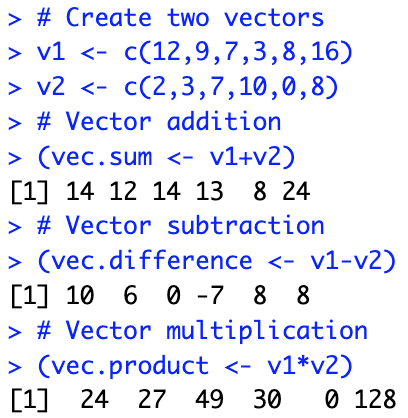 > # Create two vectors
> v1 <- c(12,9,7,3,8,16)
> v2 <- c(2,3,7,10,0,8)
> # Vector addition
> (vec.sum <- v1+v2)
[1] 14 12 14 13  8 24
> # Vector subtraction
> (vec.difference <- v1-v2)
[1] 10  6  0 -7  8  8
> # Vector multiplication
> (vec.product <- v1*v2)
[1]  24  27  49  30   0 128